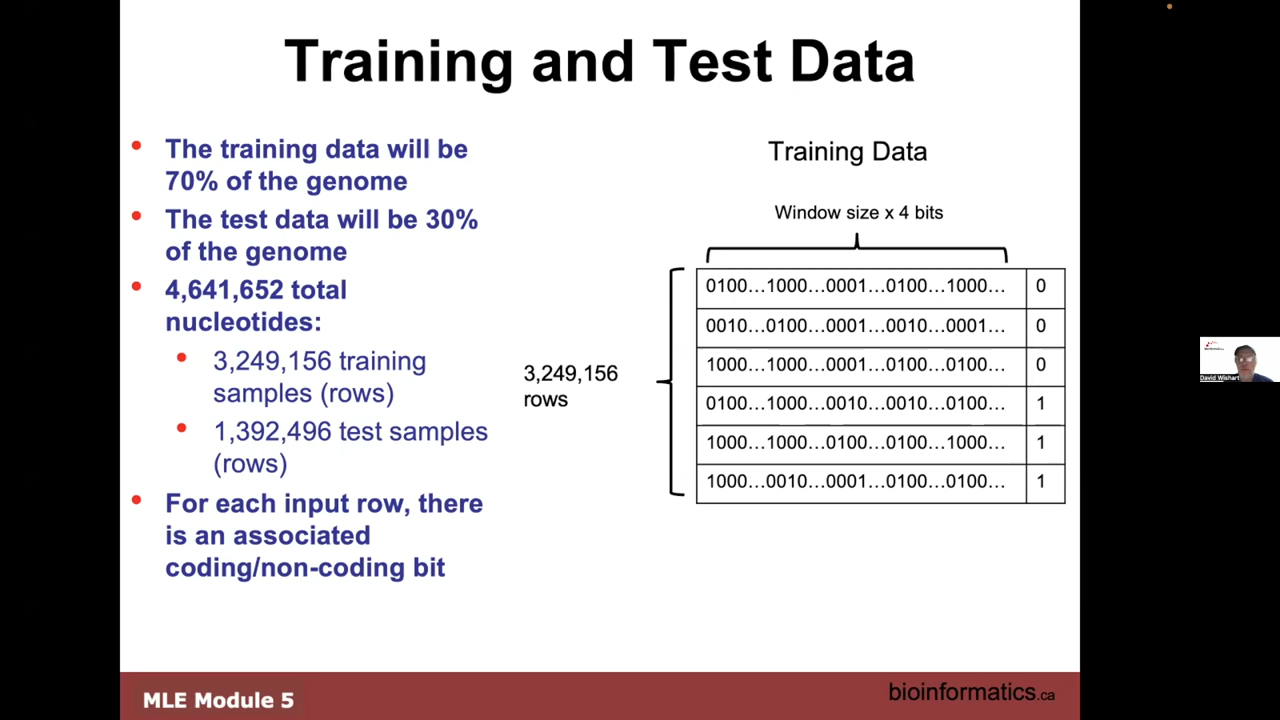 Training and Test Data
• The training data will be
70% of the genome
• The test data will be 30%
of the genome
• 4,641,652 total
nucleotides:
• 3,249,156 training
samples (rows)
• 1,392,496 test samples
(rows)
• For each input row, there
is an associated
coding/non-coding bit
Training Data
Window size x 4 bits
3,249,156
rows
0100…1000…0001…0100…1000… 0
0010…0100…0001…0010…0001… 0
1000…1000…0001…0100…0100… 0
0100…1000…0010…0010…0100… 1
1000…1000…0100…0100…1000… 1
1000…0010…0001…0100…0100… 1
David Wishart
MLE Module 5
bioinformatics.ca